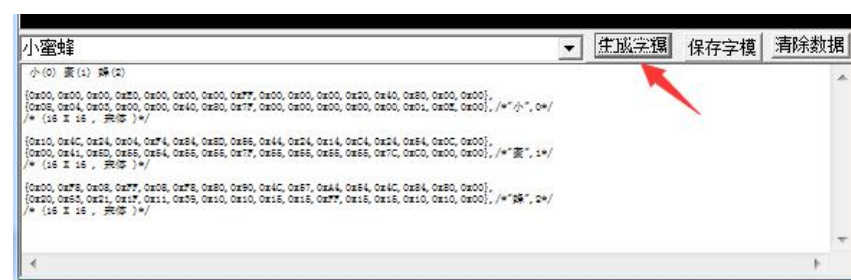 小蜜蜂
生成字模 保存字模 清除数据
小(0) 蜜(1) 蜂(2)
{0x00, 0x00, 0x00, 0xE0, 0x00, 0x00, 0x00, 0xFF, 0x00, 0x00, 0x00, 0x20, 0x40, 0x80, 0x00, 0x00},
{0x08, 0x04, 0x03, 0x00, 0x00, 0x40, 0x80, 0x7F, 0x00, 0x00, 0x00, 0x00, 0x00, 0x01, 0x0E, 0x00}, /*"小", 0*/
/* (16 X 16 , 宋体 )*/
{0x10, 0x4C, 0x24, 0x04, 0xF4, 0x84, 0x8D, 0x86, 0x44, 0x24, 0x14, 0xC4, 0x24, 0x54, 0x0C, 0x00},
{0x00, 0x41, 0x5D, 0x55, 0x54, 0x55, 0x55, 0x7F, 0x55, 0x55, 0x55, 0x55, 0x7C, 0xC0, 0x00, 0x00}, /*"蜜", 1*/
/* (16 X 16 , 宋体 )*/
{0x00, 0xF8, 0x08, 0xFF, 0x08, 0xF8, 0x80, 0x90, 0x4C, 0x57, 0xA4, 0x54, 0x4C, 0x84, 0x80, 0x00},
{0x20, 0x63, 0x21, 0x1F, 0x11, 0x39, 0x10, 0x10, 0x15, 0x15, 0xFF, 0x15, 0x15, 0x10, 0x10, 0x00}, /*"蜂", 2*/
/* (16 X 16 , 宋体 )*/